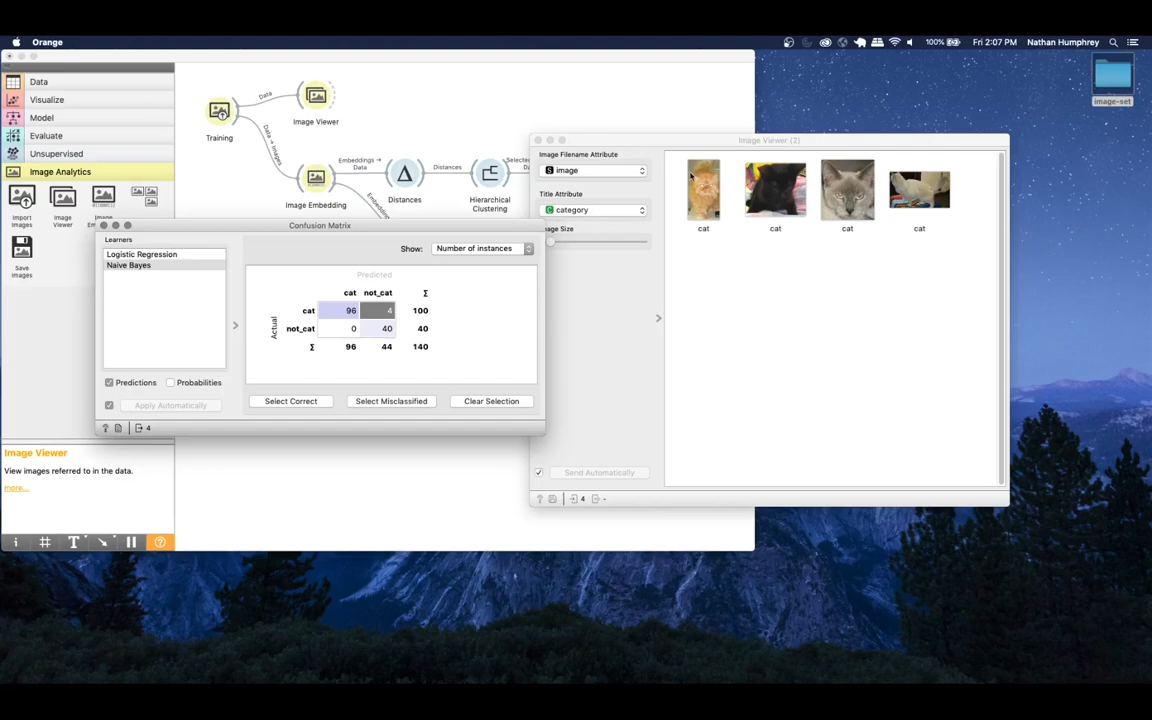 Orange
100%
Fri 2:07 PM
Nathan Humphrey
image-set
Data
Visualize
Model
Evaluate
Unsupervised
Image Analytics
Import Images
Image Viewer
Image
Save Images
Training
Data
Image Viewer
Data → Images
Image Embedding
Embeddings → Data
Distances
Distances
Hierarchical Clustering
Image Viewer (2)
Image Filename Attribute
S image
Title Attribute
C category
Size
cat
cat
cat
cat
Send Automatically
4
-
Confusion Matrix
Learners
Logistic Regression
Naive Bayes
Show:
Number of instances
Predicted
cat not_cat Σ
Actual
cat 96 4 100
not_cat 0 40 40
Σ 96 44 140
Predictions
Probabilities
Apply Automatically
Select Correct
Select Misclassified
Clear Selection
4
Image Viewer
View images referred to in the data.
more...